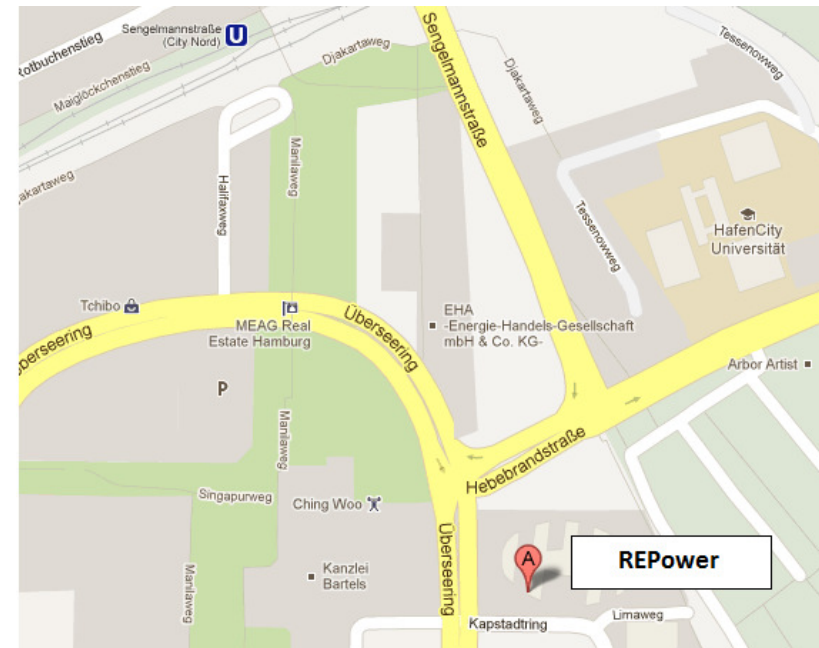 Sengelmannstraße
(City Nord)
U
Rotbuchenstieg
Maiglöckchenstieg
Djakartaweg
Sengelmannstraße
Tessenowweg
Djakartaweg
Manilaweg
Halifaxweg
Djakartaweg
Tessenowweg
HafenCity
Universität
Tchibo
MEAG Real
Estate Hamburg
Überseering
EHA
-Energie-Handels-Gesellschaft
mbH & Co. KG-
Überseering
Arbor Artist
P
Manilaweg
Hebebrandstraße
Singapurweg
Ching Woo
Überseering
A
REPower
Kanzlei
Bartels
Manilaweg
Kapstadtring
Limaweg